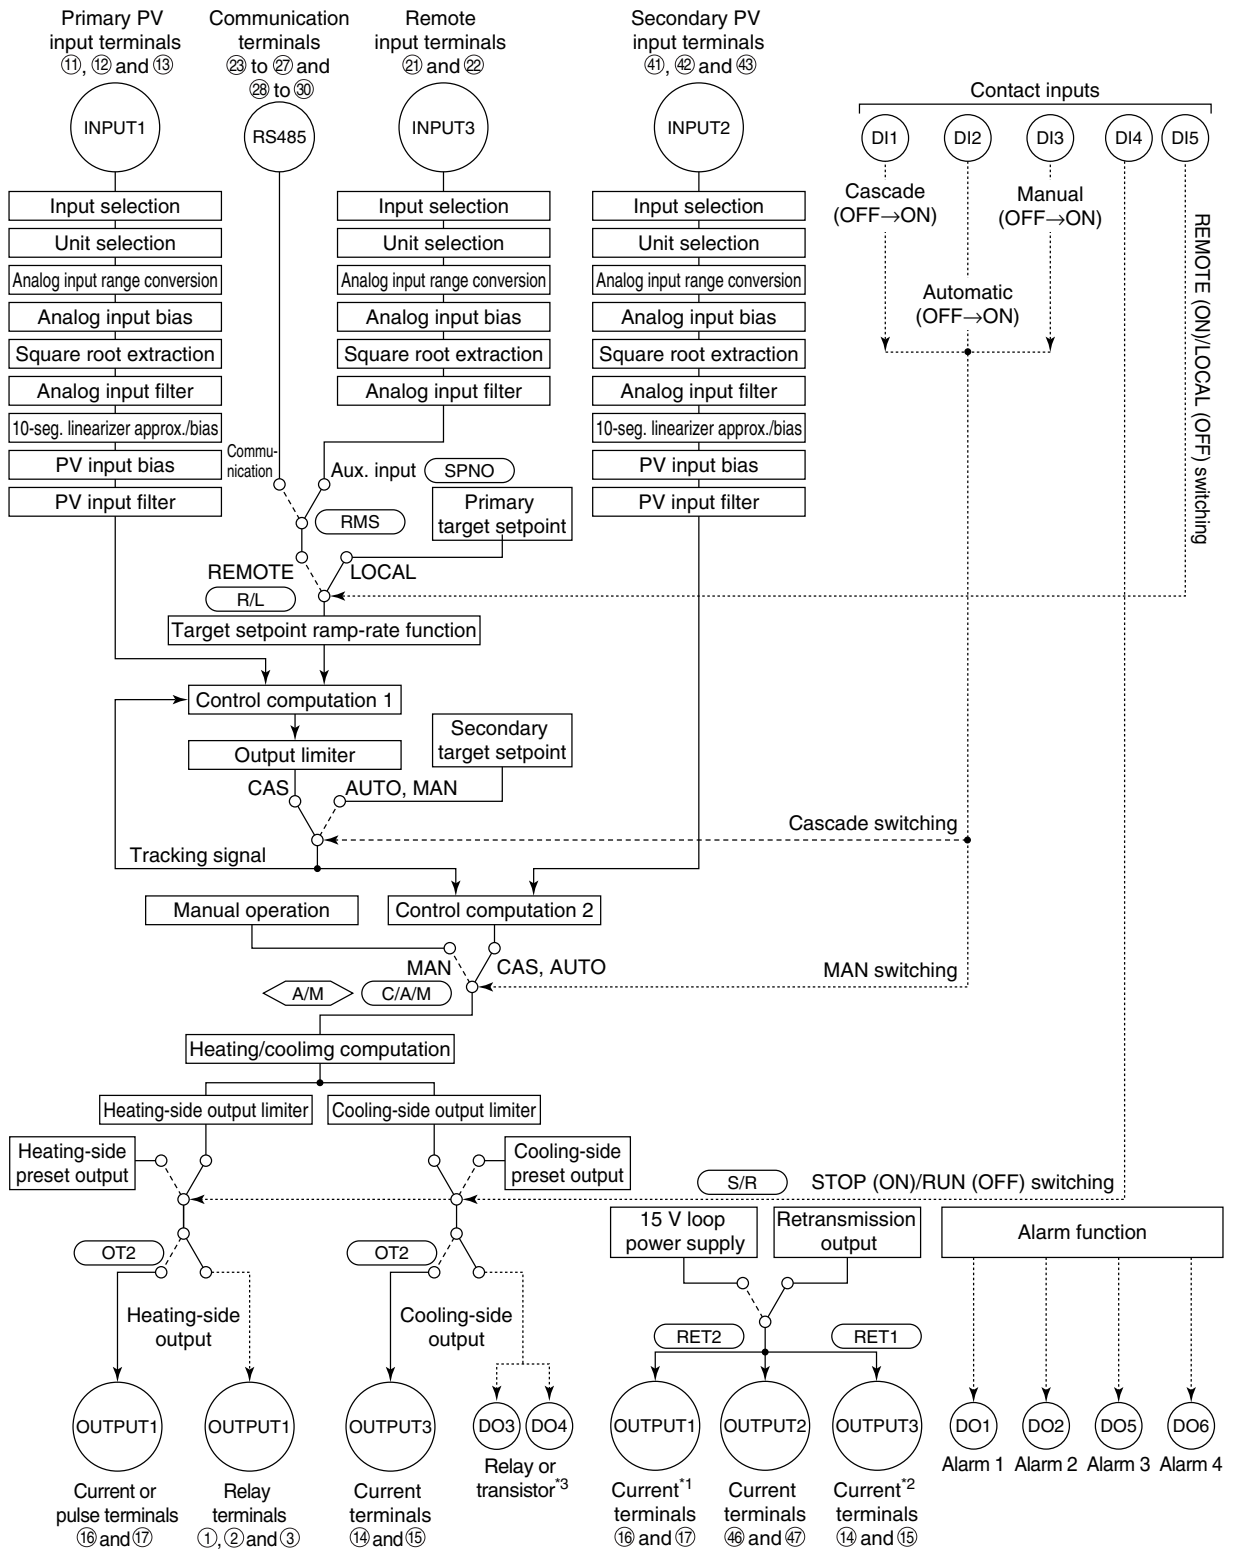 Primary PV
input terminals
⑪, ⑫ and ⑬
Communication
terminals
㉓ to ㉗ and
㉘ to ㉚
Remote
input terminals
㉑ and ㉒
Secondary PV
input terminals
㊶, ㊷ and ㊸
Contact inputs
INPUT1
RS485
INPUT3
INPUT2
DI1
DI2
DI3
DI4
DI5
Cascade
(OFF→ON)
Manual
(OFF→ON)
Automatic
(OFF→ON)
REMOTE (ON)/LOCAL (OFF) switching
Input selection
Unit selection
Analog input range conversion
Analog input bias
Square root extraction
Analog input filter
10-seg. linearizer approx./bias
PV input bias
PV input filter
Input selection
Unit selection
Analog input range conversion
Analog input bias
Square root extraction
Analog input filter
Input selection
Unit selection
Analog input range conversion
Analog input bias
Square root extraction
Analog input filter
10-seg. linearizer approx./bias
PV input bias
PV input filter
Commu-
nication
Aux. input
SPNO
RMS
Primary
target setpoint
REMOTE
LOCAL
R/L
Target setpoint ramp-rate function
Control computation 1
Output limiter
Secondary
target setpoint
CAS
AUTO, MAN
Cascade switching
Tracking signal
Manual operation
Control computation 2
MAN
CAS, AUTO
MAN switching
A/M
C/A/M
Heating/coolimg computation
Heating-side output limiter
Cooling-side output limiter
Heating-side
preset output
Cooling-side
preset output
S/R
STOP (ON)/RUN (OFF) switching
OT2
OT2
15 V loop
power supply
Retransmission
output
Alarm function
Heating-side
output
Cooling-side
output
RET2
RET1
OUTPUT1
OUTPUT1
OUTPUT3
DO3
DO4
OUTPUT1
OUTPUT2
OUTPUT3
DO1
DO2
DO5
DO6
Current or
pulse terminals
⑯ and ⑰
Relay
terminals
①, ② and ③
Current
terminals
⑭ and ⑮
Relay or
transistor*3
Current*1
terminals
⑯ and ⑰
Current
terminals
㊻ and ㊼
Current*2
terminals
⑭ and ⑮
Alarm 1
Alarm 2
Alarm 3
Alarm 4